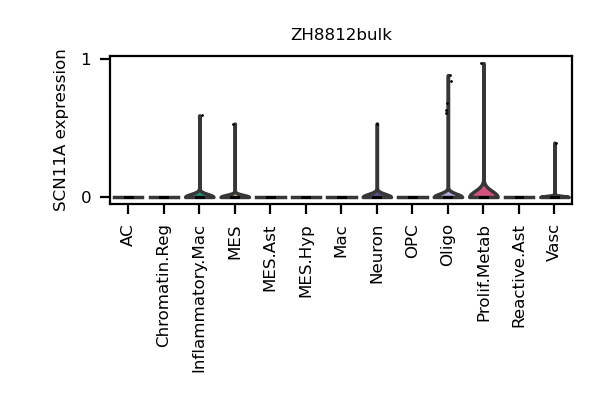 ZH8812bulk
SCN11A expression
1
0
AC
Chromatin.Reg
Inflammatory.Mac
MES
MES.Ast
MES.Hyp
Mac
Neuron
OPC
Oligo
Prolif.Metab
Reactive.Ast
Vasc